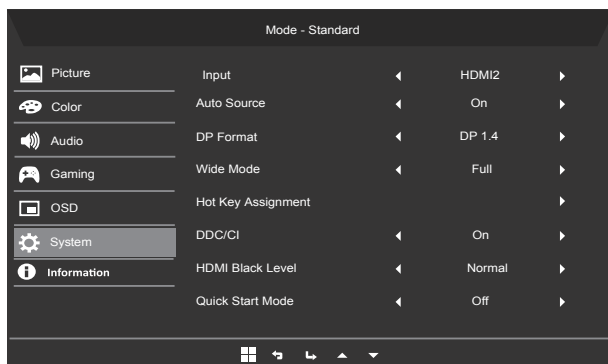 Mode - Standard
Picture
Color
Audio
Gaming
OSD
System
Information
Input HDMI2
Auto Source On
DP Format DP 1.4
Wide Mode Full
Hot Key Assignment
DDC/CI On
HDMI Black Level Normal
Quick Start Mode Off